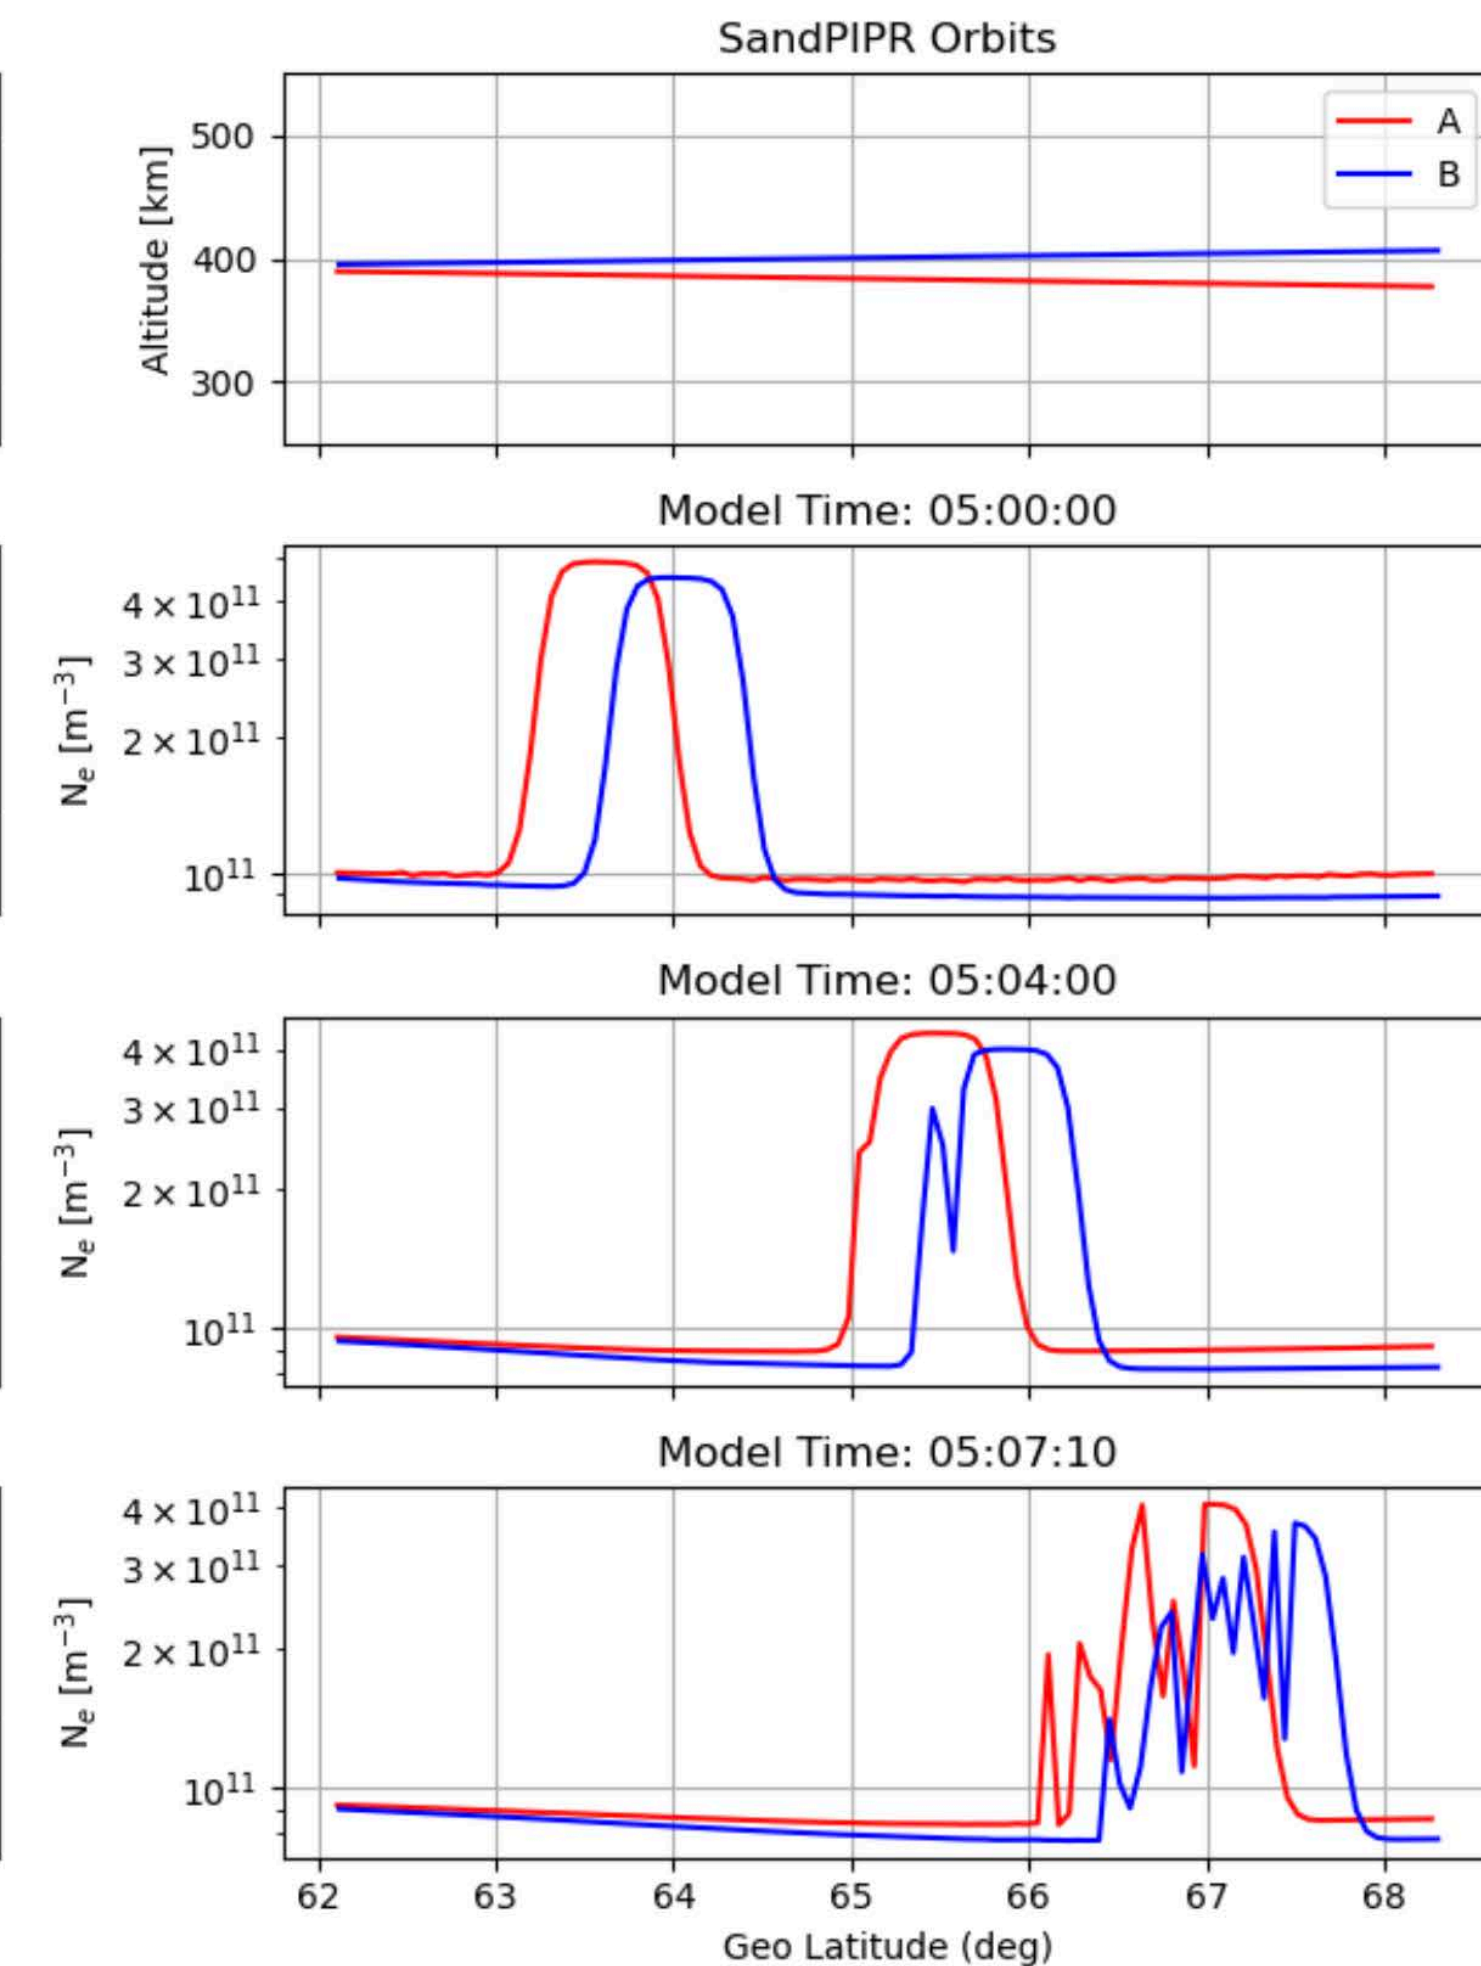 SandPIPR Orbits
Altitude [km]
500
400
300
A
B
Model Time: 05:00:00
Nₑ [m⁻³]
4 × 10¹¹
3 × 10¹¹
2 × 10¹¹
10¹¹
Model Time: 05:04:00
Nₑ [m⁻³]
4 × 10¹¹
3 × 10¹¹
2 × 10¹¹
10¹¹
Model Time: 05:07:10
Nₑ [m⁻³]
4 × 10¹¹
3 × 10¹¹
2 × 10¹¹
10¹¹
62 63 64 65 66 67 68
Geo Latitude (deg)